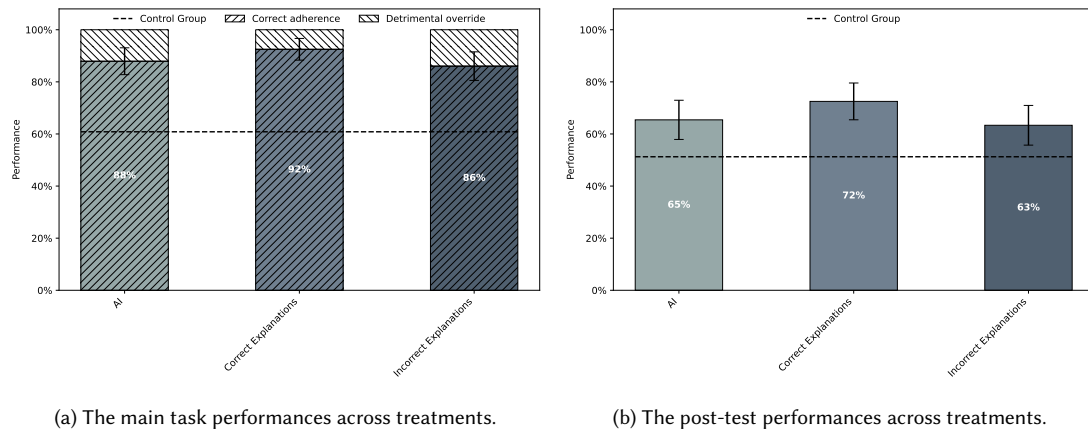 Control Group
Correct adherence
Detrimental override
100%
80%
60%
40%
20%
0%
Performance
88%
92%
86%
AI
Correct Explanations
Incorrect Explanations
(a) The main task performances across treatments.
Control Group
100%
80%
60%
40%
20%
0%
Performance
65%
72%
63%
AI
Correct Explanations
Incorrect Explanations
(b) The post-test performances across treatments.